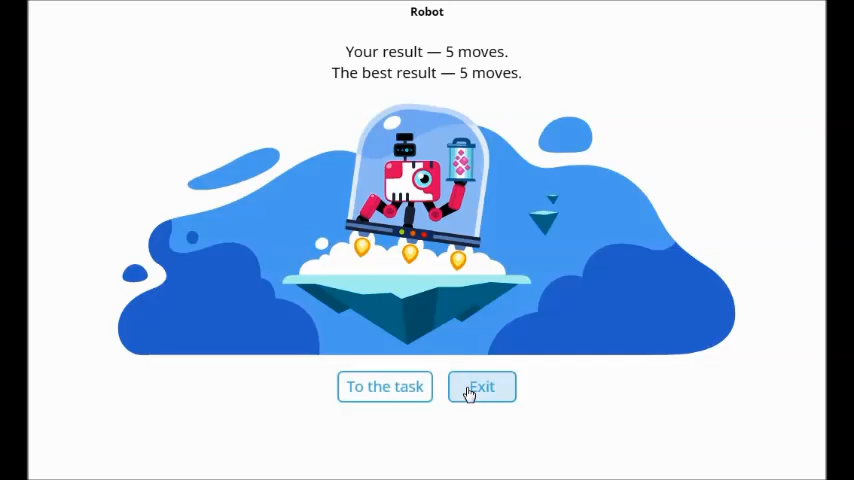 Robot
Your result — 5 moves.
The best result — 5 moves.
To the task
Exit